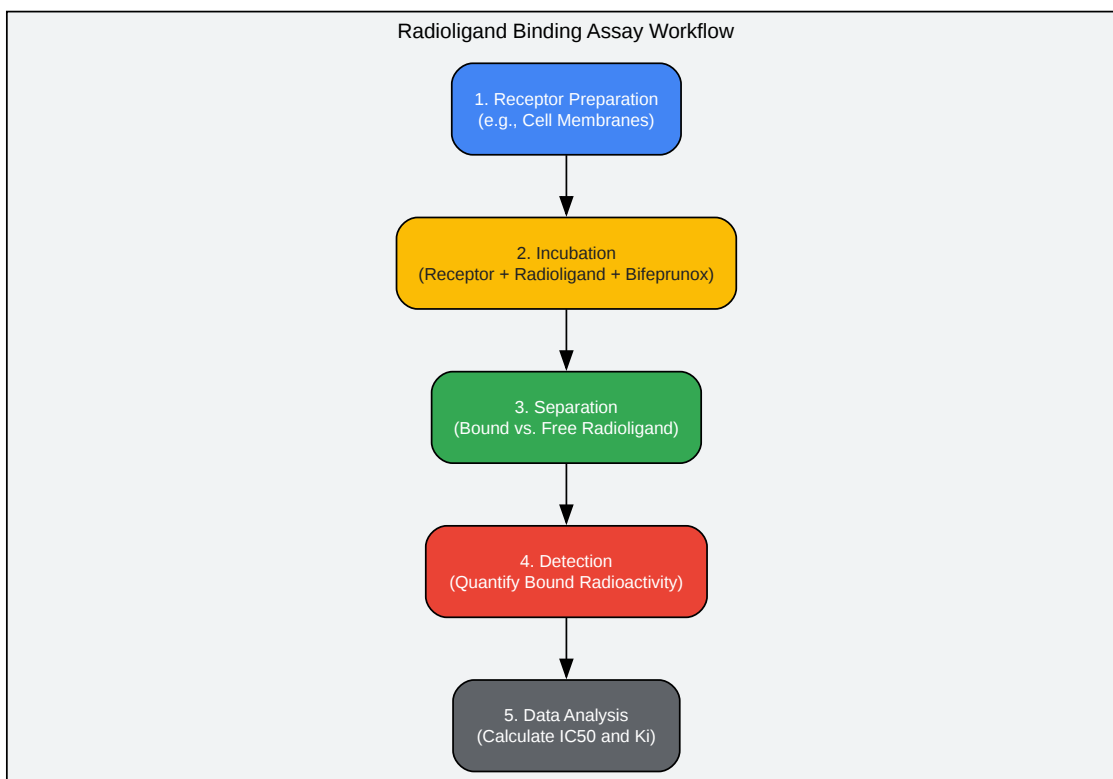 Radioligand Binding Assay Workflow
1. Receptor Preparation
(e.g., Cell Membranes)
2. Incubation
(Receptor + Radioligand + Bifeprunox)
3. Separation
(Bound vs. Free Radioligand)
4. Detection
(Quantify Bound Radioactivity)
5. Data Analysis
(Calculate IC50 and Ki)